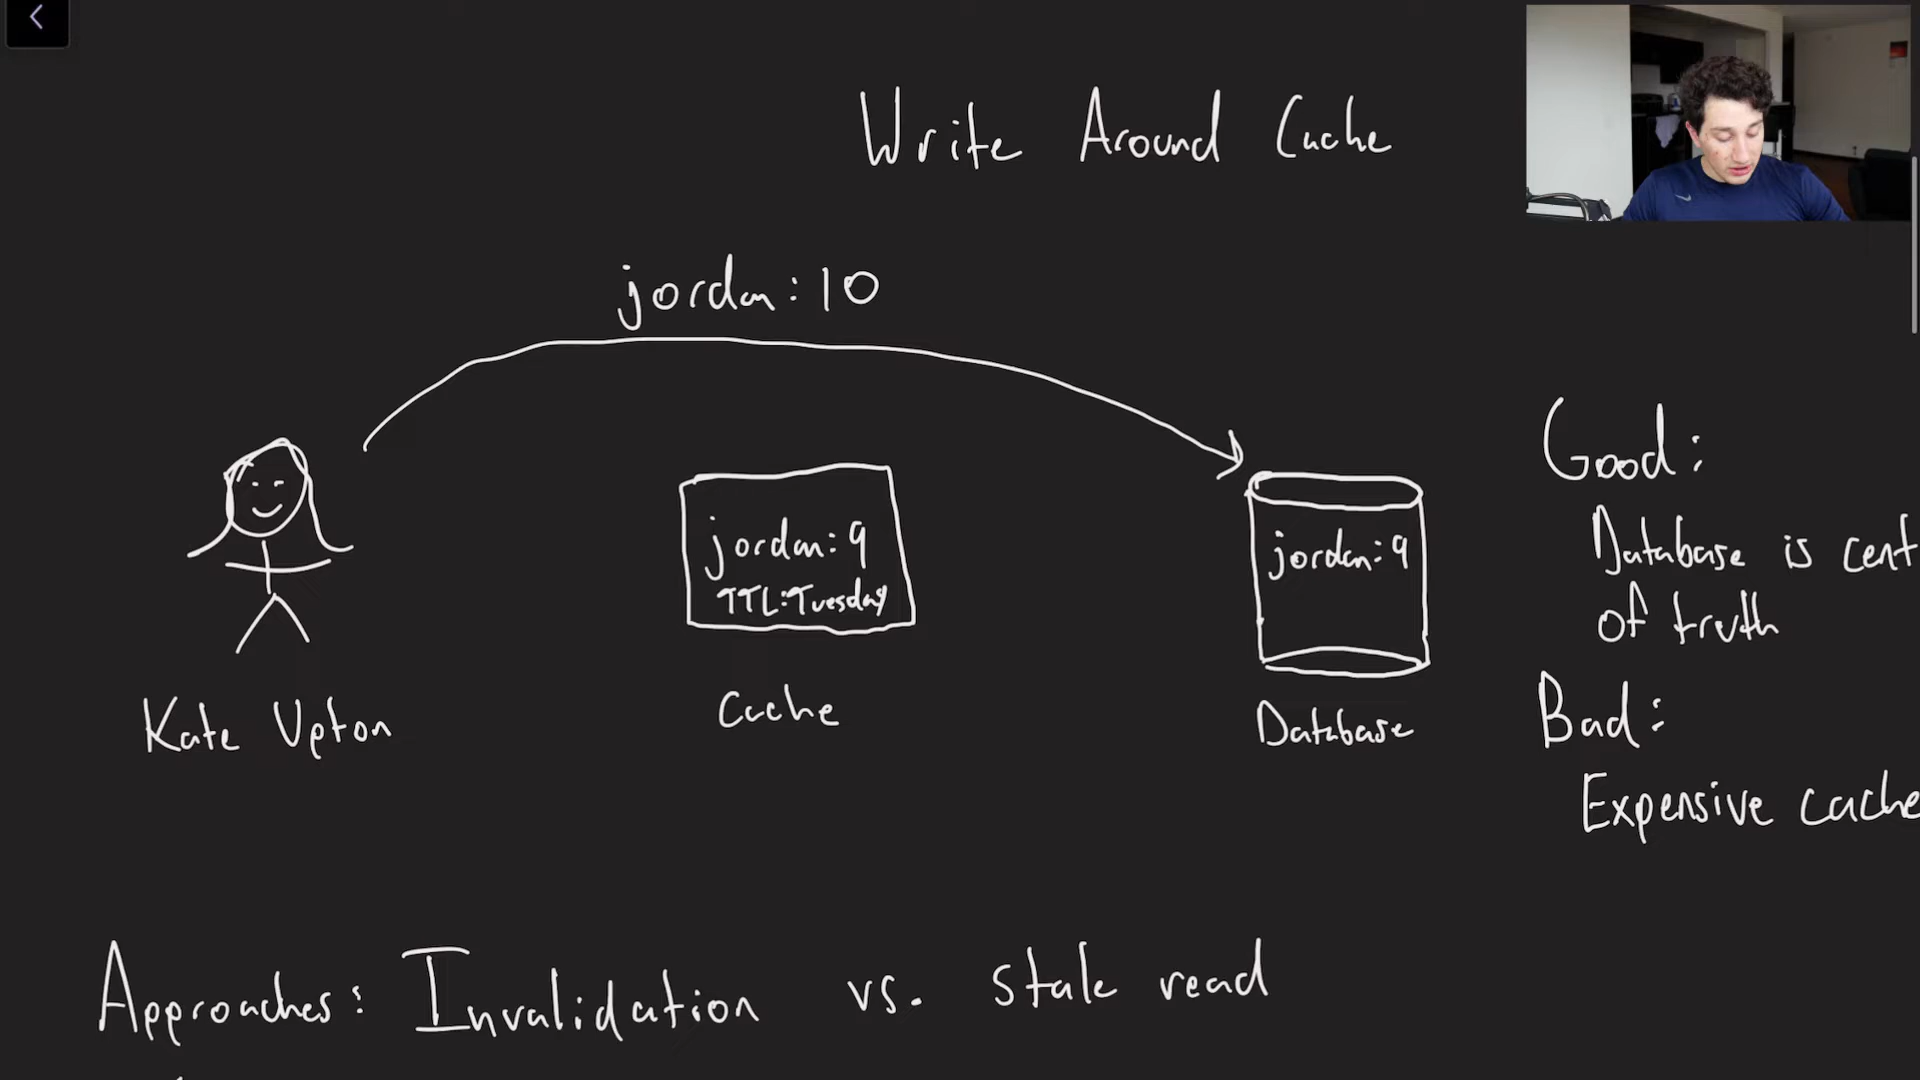 Write Around Cache
jordan:10
jordan:9
TTL:Tuesday
jordan:9
Kate Upton
Cache
Database
Good:
Database is cent
of truth
Bad:
Expensive cache
Approaches: Invalidation vs. stale read